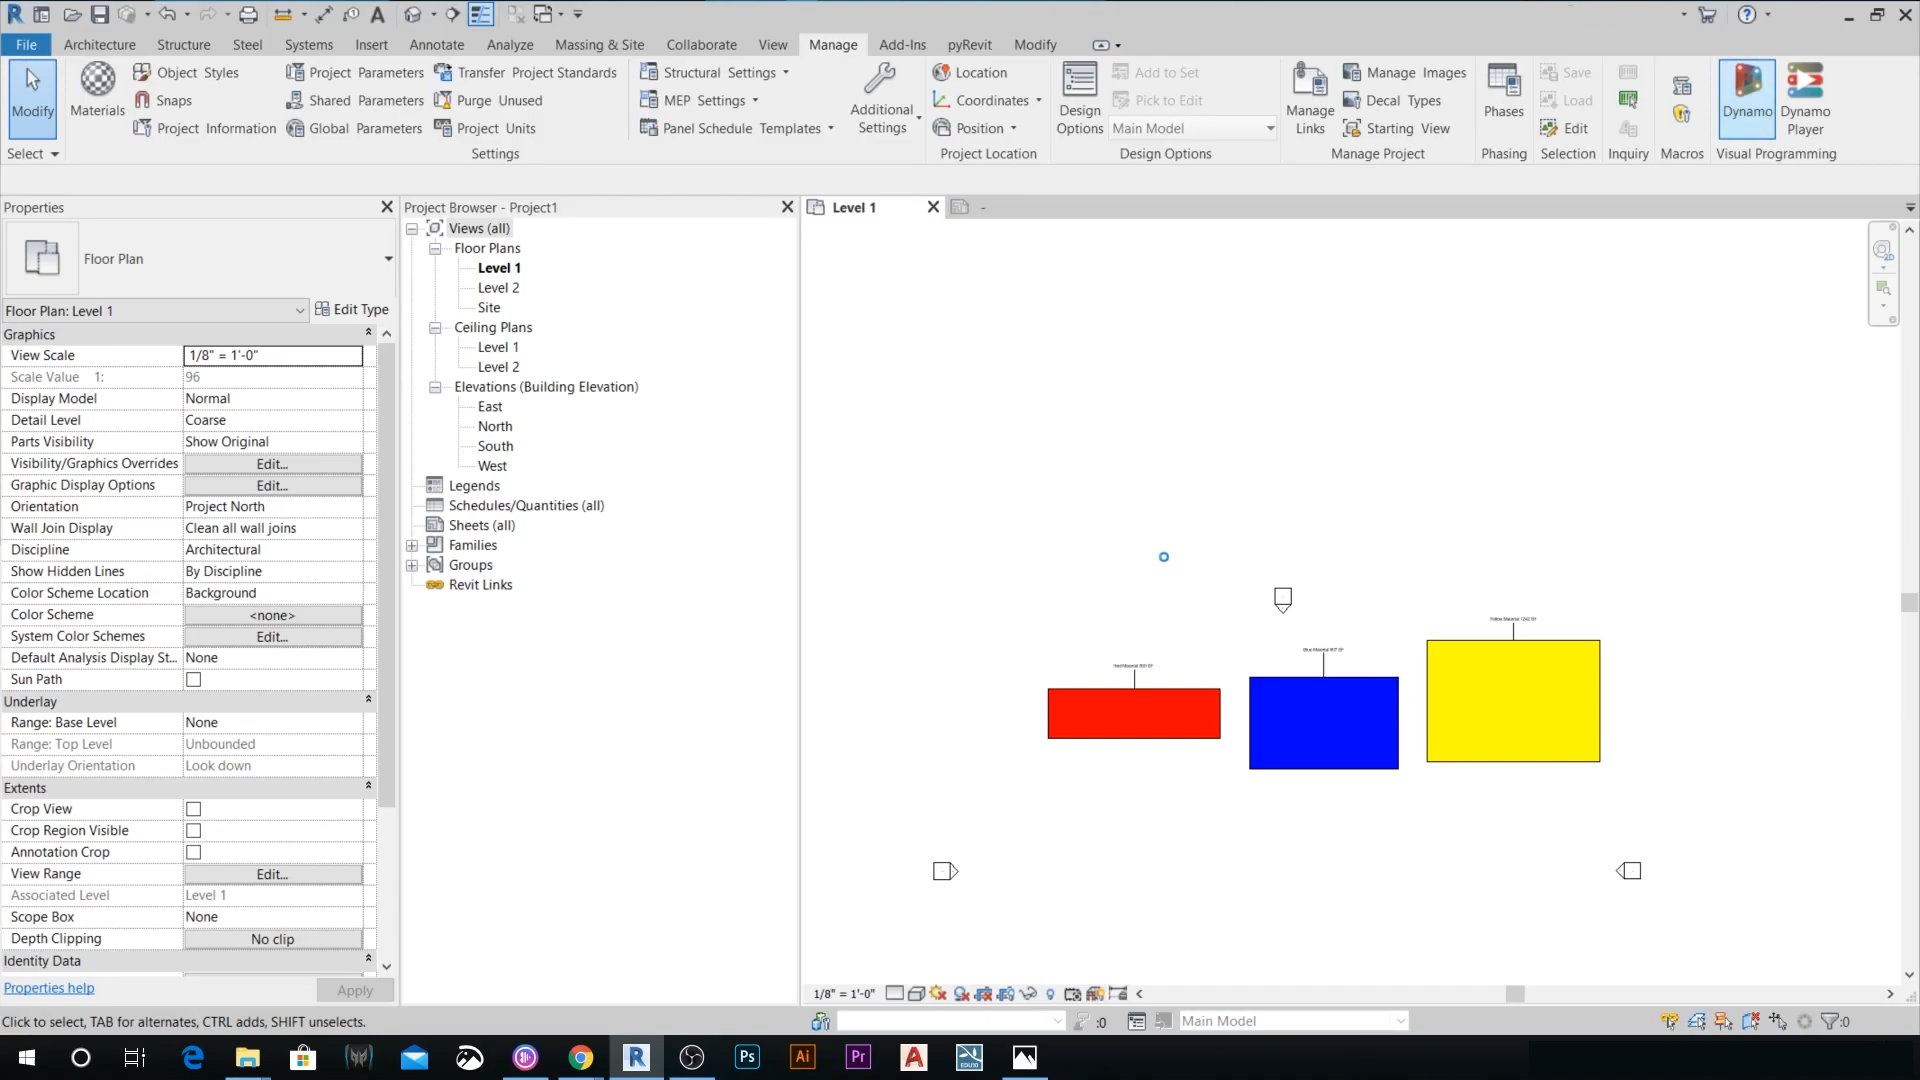 File Architecture Structure Steel Systems Insert Annotate Analyze Massing & Site Collaborate View Manage Add-Ins pyRevit Modify
Modify
Select
Materials
Object Styles
Snaps
Project Information
Project Parameters
Shared Parameters
Global Parameters
Transfer Project Standards
Purge Unused
Project Units
Settings
Structural Settings
MEP Settings
Panel Schedule Templates
Additional
Settings
Location
Coordinates
Position
Project Location
Design
Options
Add to Set
Pick to Edit
Main Model
Design Options
Manage
Links
Manage Images
Decal Types
Starting View
Manage Project
Phases
Phasing
Save
Load
Edit
Selection
Inquiry
Macros
Dynamo
Dynamo
Player
Visual Programming
Properties
Floor Plan
Floor Plan: Level 1
Edit Type
Graphics
View Scale 1/8" = 1'-0"
Scale Value 1: 96
Display Model Normal
Detail Level Coarse
Parts Visibility Show Original
Visibility/Graphics Overrides Edit...
Graphic Display Options Edit...
Orientation Project North
Wall Join Display Clean all wall joins
Discipline Architectural
Show Hidden Lines By Discipline
Color Scheme Location Background
Color Scheme <none>
System Color Schemes Edit...
Default Analysis Display St... None
Sun Path
Underlay
Range: Base Level None
Range: Top Level Unbounded
Underlay Orientation Look down
Extents
Crop View
Crop Region Visible
Annotation Crop
View Range Edit...
Associated Level Level 1
Scope Box None
Depth Clipping No clip
Identity Data
Properties help
Apply
Project Browser - Project1
Views (all)
Floor Plans
Level 1
Level 2
Site
Ceiling Plans
Level 1
Level 2
Elevations (Building Elevation)
East
North
South
West
Legends
Schedules/Quantities (all)
Sheets (all)
Families
Groups
Revit Links
Level 1
-
2D
1/8" = 1'-0"
Click to select, TAB for alternates, CTRL adds, SHIFT unselects.
:0
Main Model
:0
Ps
Ai
Pr